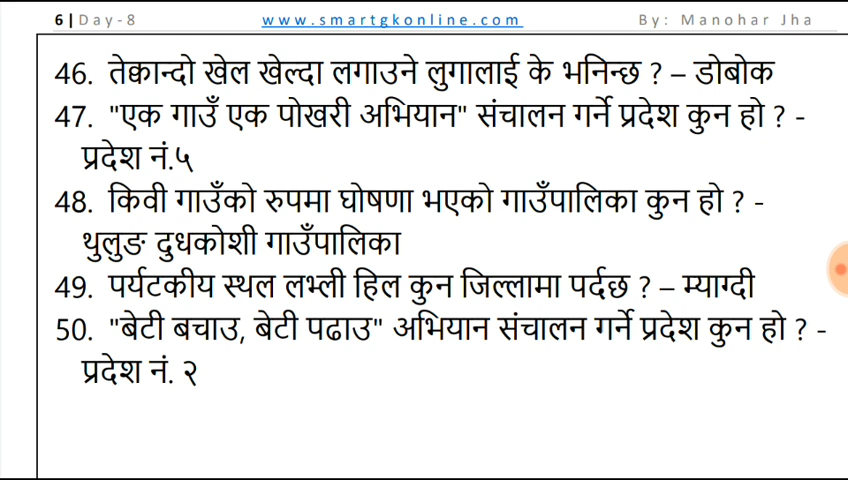 6 | Day-8 www.smartgkonline.com By: Manohar Jha
46. तेक्वान्दो खेल खेल्दा लगाउने लुगालाई के भनिन्छ ? – डोबोक
47. "एक गाउँ एक पोखरी अभियान" संचालन गर्ने प्रदेश कुन हो ? -
प्रदेश नं.५
48. किवी गाउँको रुपमा घोषणा भएको गाउँपालिका कुन हो ? -
थुलुङ दुधकोशी गाउँपालिका
49. पर्यटकीय स्थल लभ्ली हिल कुन जिल्लामा पर्दछ ? – म्याग्दी
50. "बेटी बचाउ, बेटी पढाउ" अभियान संचालन गर्ने प्रदेश कुन हो ? -
प्रदेश नं. २